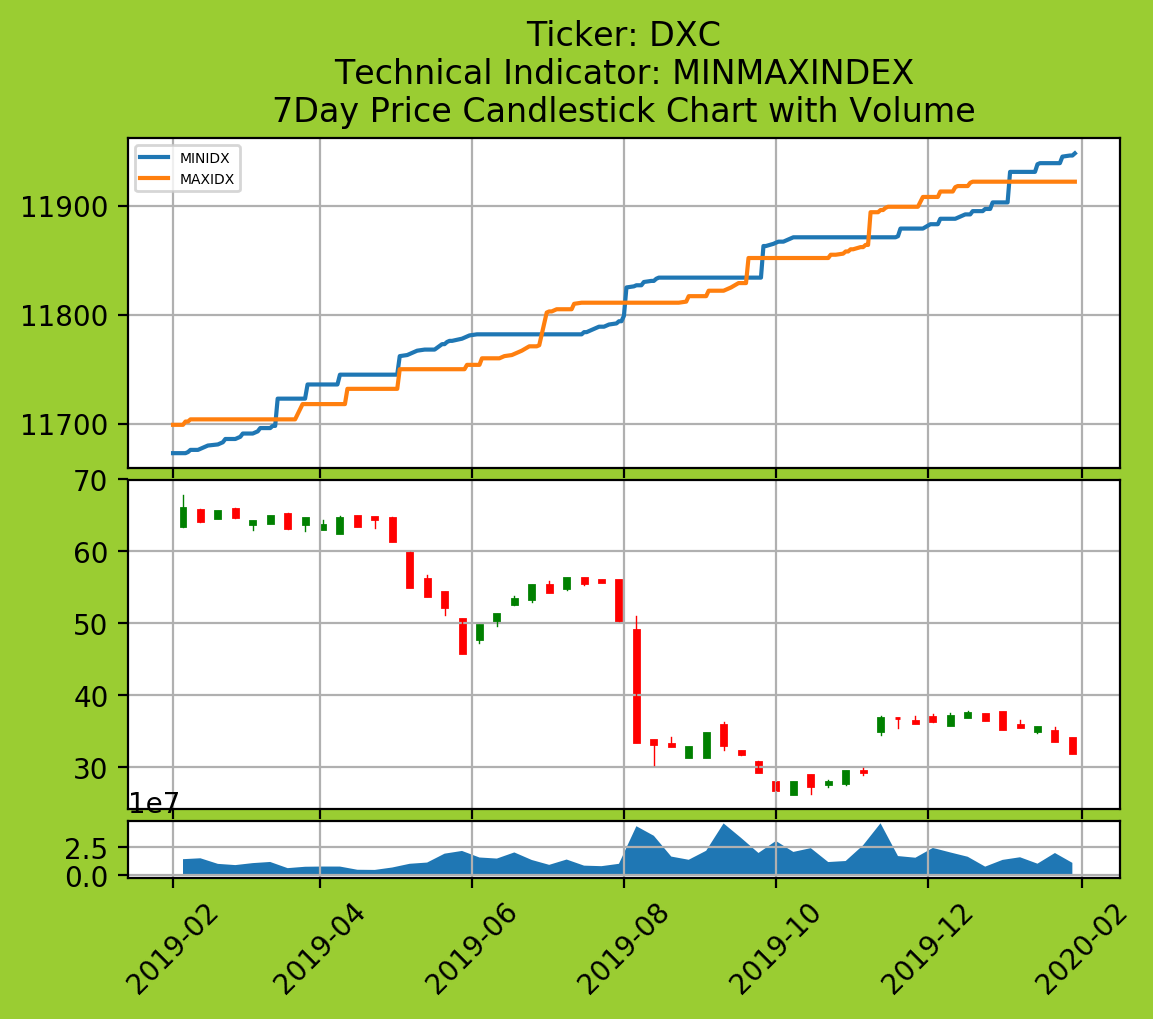 Ticker: DXC
Technical Indicator: MINMAXINDEX
7Day Price Candlestick Chart with Volume
MINIDX
MAXIDX
11900
11800
11700
70
60
50
40
30
1e7
2.5
0.0
2019-02
2019-04
2019-06
2019-08
2019-10
2019-12
2020-02